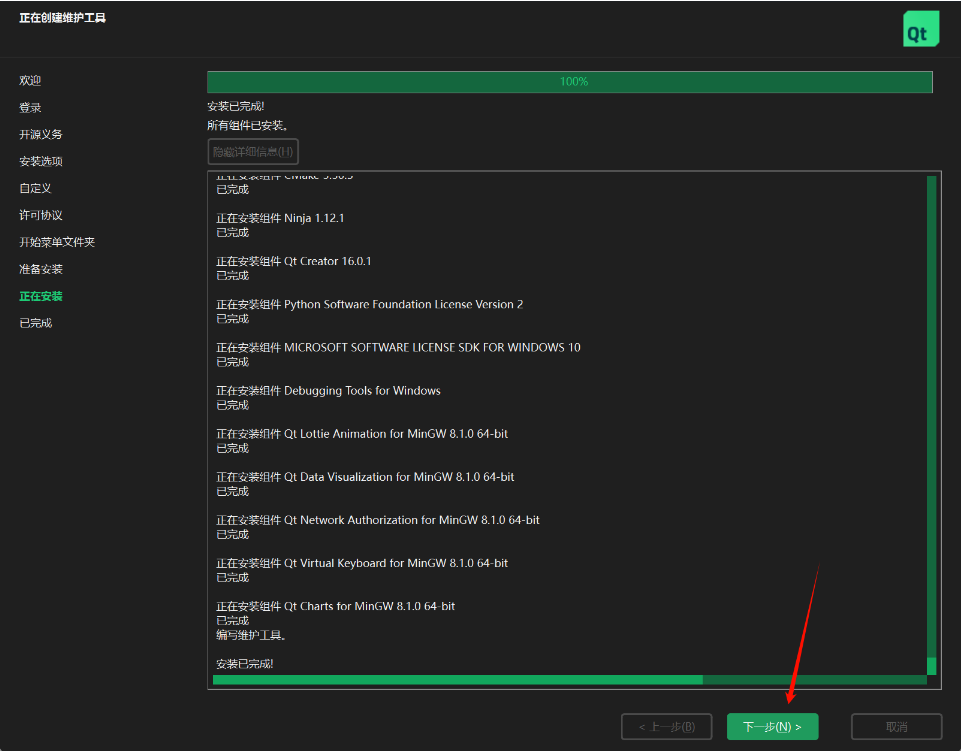 正在创建维护工具
Qt
欢迎
登录
开源义务
安装选项
自定义
许可协议
开始菜单文件夹
准备安装
正在安装
已完成
100%
安装已完成!
所有组件已安装。
隐藏详细信息(H)
正在安装组件 CMake 3.30.5
已完成
正在安装组件 Ninja 1.12.1
已完成
正在安装组件 Qt Creator 16.0.1
已完成
正在安装组件 Python Software Foundation License Version 2
已完成
正在安装组件 MICROSOFT SOFTWARE LICENSE SDK FOR WINDOWS 10
已完成
正在安装组件 Debugging Tools for Windows
已完成
正在安装组件 Qt Lottie Animation for MinGW 8.1.0 64-bit
已完成
正在安装组件 Qt Data Visualization for MinGW 8.1.0 64-bit
已完成
正在安装组件 Qt Network Authorization for MinGW 8.1.0 64-bit
已完成
正在安装组件 Qt Virtual Keyboard for MinGW 8.1.0 64-bit
已完成
正在安装组件 Qt Charts for MinGW 8.1.0 64-bit
已完成
编写维护工具。
安装已完成!
< 上一步(B)
下一步(N) >
取消